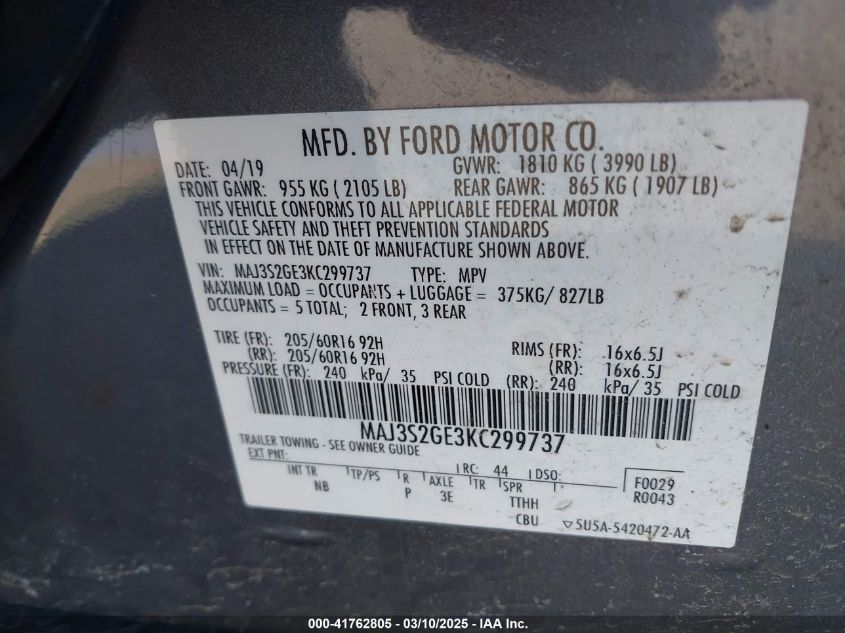 MFD. BY FORD MOTOR CO.
DATE: 04/19 GVWR: 1810 KG ( 3990 LB)
FRONT GAWR: 955 KG ( 2105 LB) REAR GAWR: 865 KG ( 1907 LB)
THIS VEHICLE CONFORMS TO ALL APPLICABLE FEDERAL MOTOR
VEHICLE SAFETY AND THEFT PREVENTION STANDARDS
IN EFFECT ON THE DATE OF MANUFACTURE SHOWN ABOVE.
VIN: MAJ3S2GE3KC299737 TYPE: MPV
MAXIMUM LOAD = OCCUPANTS + LUGGAGE = 375KG/ 827LB
OCCUPANTS = 5 TOTAL; 2 FRONT, 3 REAR
TIRE (FR): 205/60R16 92H RIMS (FR): 16x6.5J
(RR): 205/60R16 92H (RR): 16x6.5J
PRESSURE (FR): 240 kPa/ 35 PSI COLD (RR): 240 kPa/ 35 PSI COLD
MAJ3S2GE3KC299737
TRAILER TOWING - SEE OWNER GUIDE
EXT PNT: RC: 44 DSO: F0029
INT TR TP/PS R AXLE TR SPR R0043
NB P 3E TTHH
CBU ▽5U5A-5420472-AA
000-41762805 - 03/10/2025 - IAA Inc.